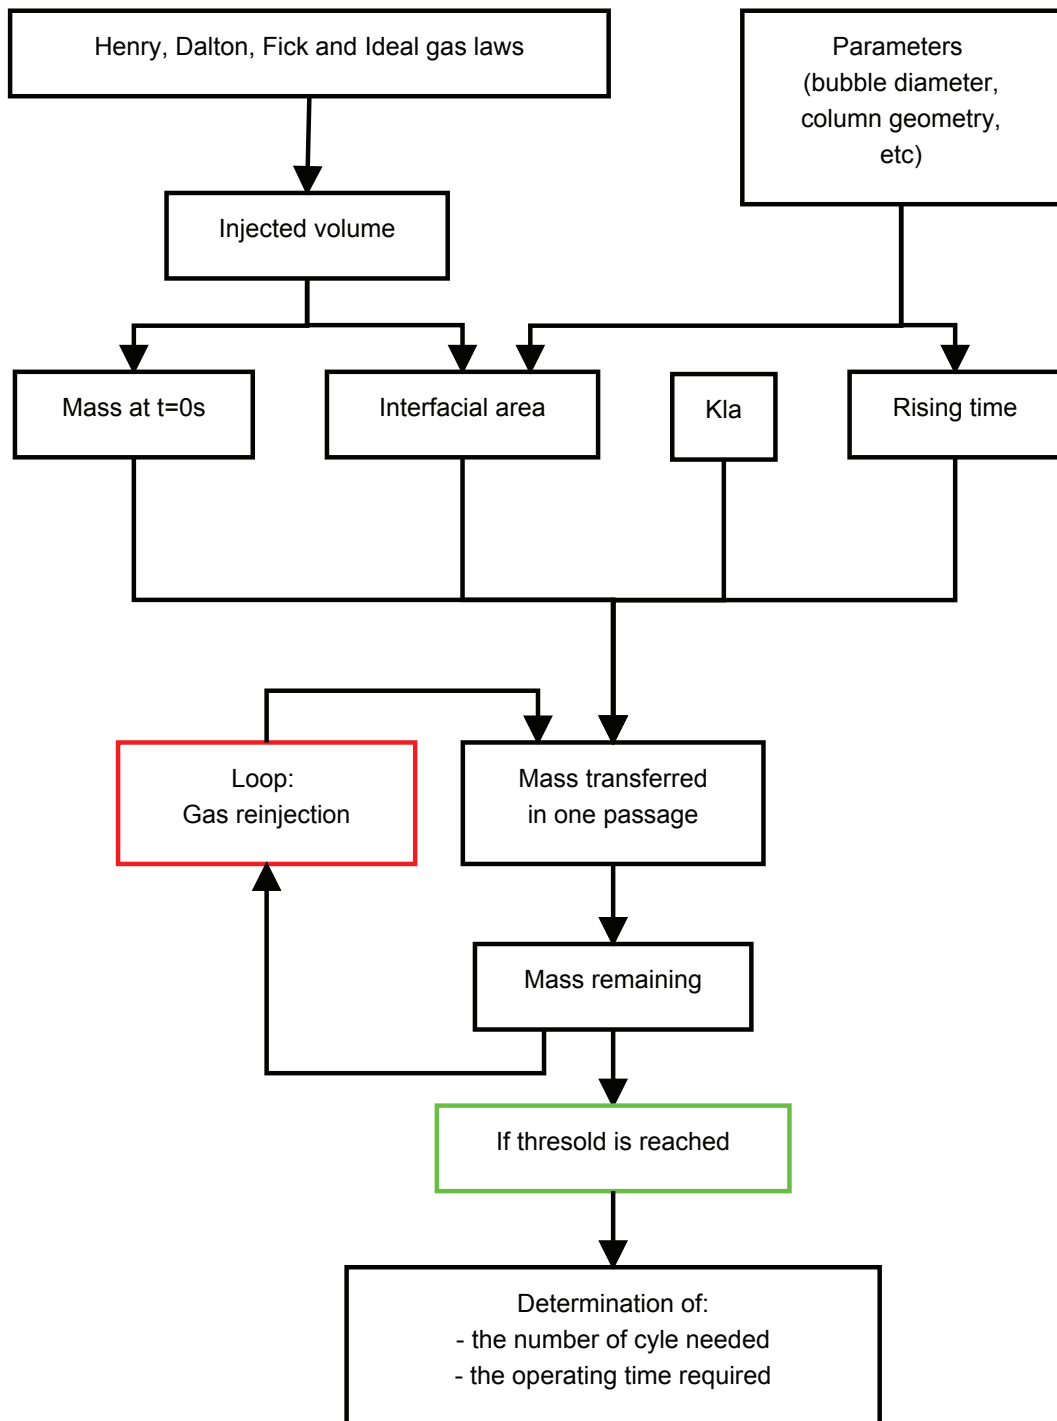 Henry, Dalton, Fick and Ideal gas laws
Parameters
(bubble diameter,
column geometry,
etc)
Injected volume
Mass at t=0s
Interfacial area
Kla
Rising time
Loop:
Gas reinjection
Mass transferred
in one passage
Mass remaining
If thresold is reached
Determination of:
- the number of cyle needed
- the operating time required